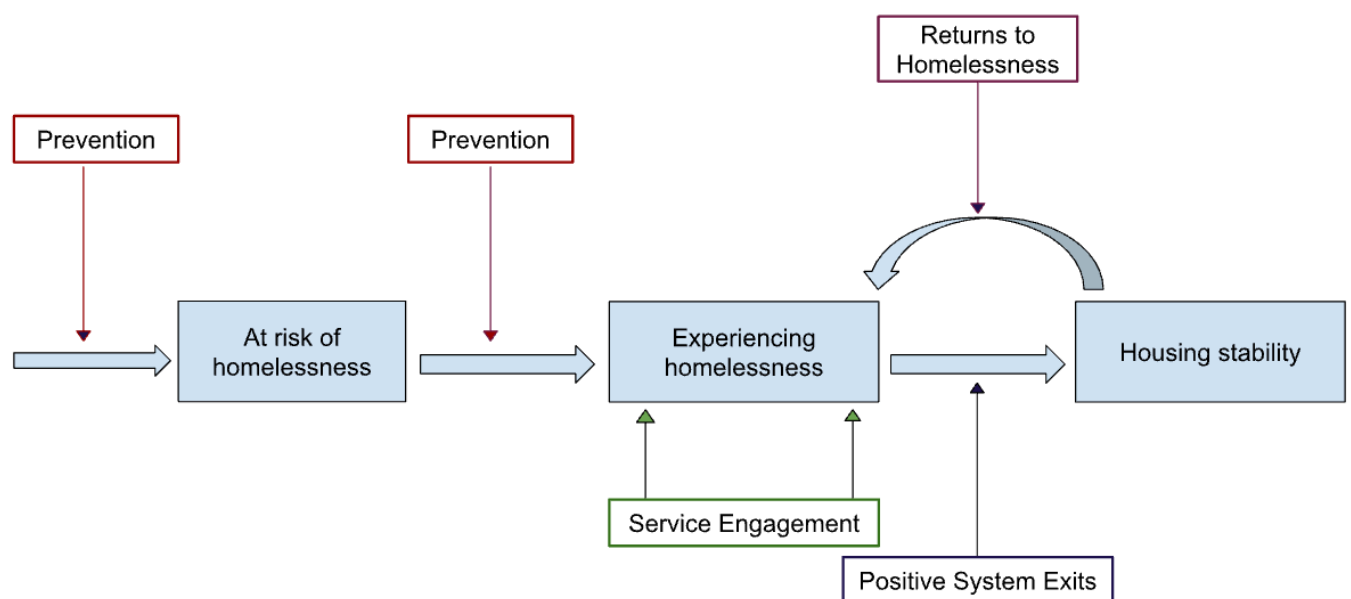 Returns to
Homelessness
Prevention
Prevention
At risk of
homelessness
Experiencing
homelessness
Housing stability
Service Engagement
Positive System Exits